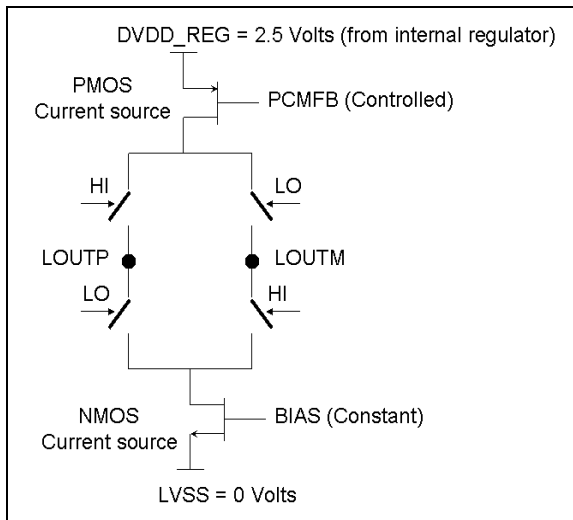 DVDD_REG = 2.5 Volts (from internal regulator)
PMOS
Current source
PCMFB (Controlled)
HI
LO
LOUTP
LOUTM
LO
HI
NMOS
Current source
BIAS (Constant)
LVSS = 0 Volts